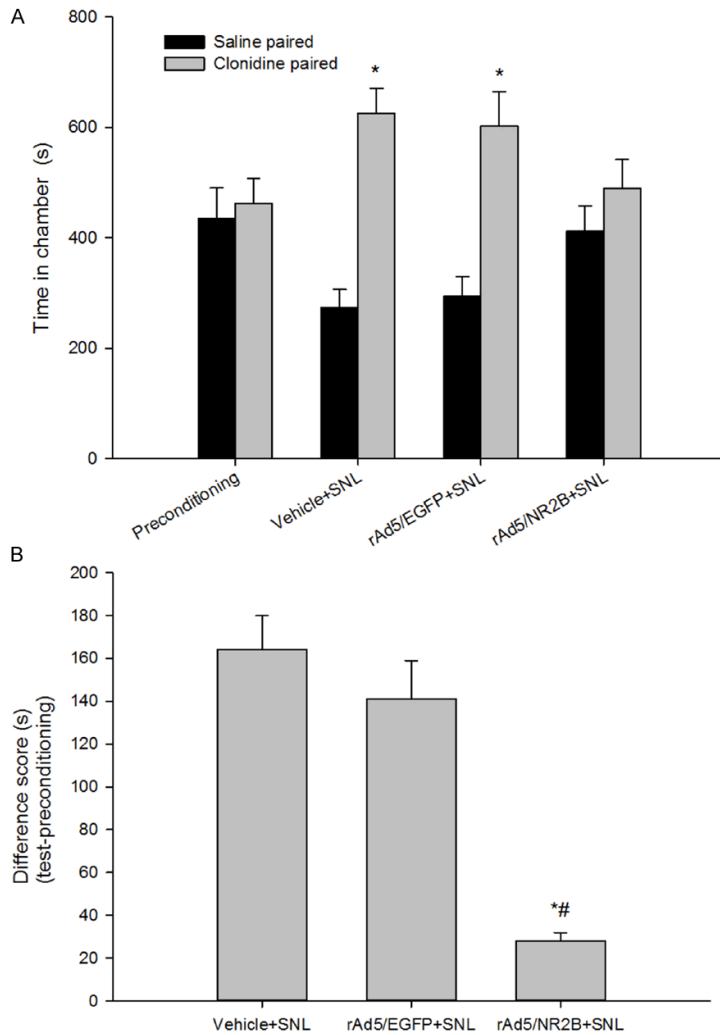 A
800
Saline paired
Clonidine paired
*
*
600
400
200
0
Time in chamber (s)
Preconditioning
Vehicle+SNL
rAd5/EGFP+SNL
rAd5/NR2B+SNL
B
200
180
160
140
120
100
80
60
40
20
0
Difference score (s)
(test-preconditioning)
*#
Vehicle+SNL
rAd5/EGFP+SNL
rAd5/NR2B+SNL